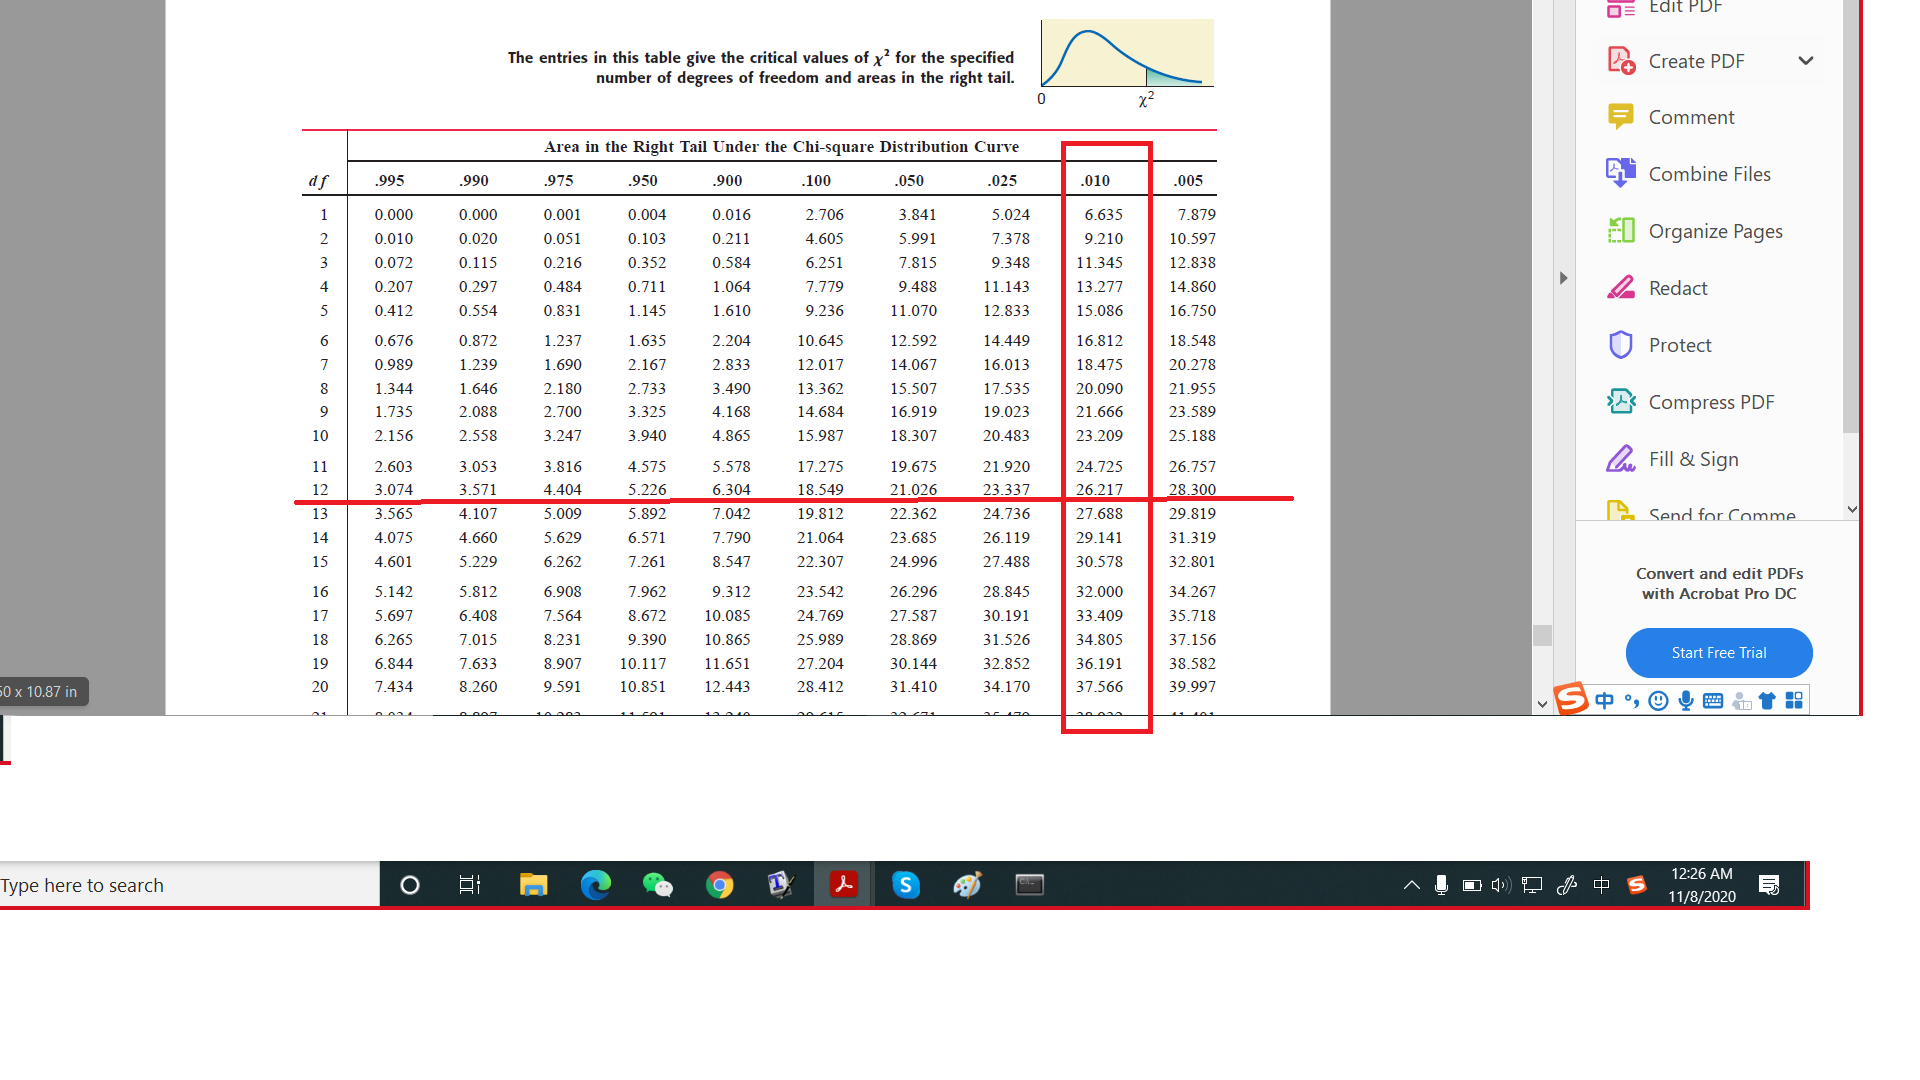 Edit PDF
The entries in this table give the critical values of χ² for the specified
number of degrees of freedom and areas in the right tail.
0
χ²
Area in the Right Tail Under the Chi-square Distribution Curve
df .995 .990 .975 .950 .900 .100 .050 .025 .010 .005
1 0.000 0.000 0.001 0.004 0.016 2.706 3.841 5.024 6.635 7.879
2 0.010 0.020 0.051 0.103 0.211 4.605 5.991 7.378 9.210 10.597
3 0.072 0.115 0.216 0.352 0.584 6.251 7.815 9.348 11.345 12.838
4 0.207 0.297 0.484 0.711 1.064 7.779 9.488 11.143 13.277 14.860
5 0.412 0.554 0.831 1.145 1.610 9.236 11.070 12.833 15.086 16.750
6 0.676 0.872 1.237 1.635 2.204 10.645 12.592 14.449 16.812 18.548
7 0.989 1.239 1.690 2.167 2.833 12.017 14.067 16.013 18.475 20.278
8 1.344 1.646 2.180 2.733 3.490 13.362 15.507 17.535 20.090 21.955
9 1.735 2.088 2.700 3.325 4.168 14.684 16.919 19.023 21.666 23.589
10 2.156 2.558 3.247 3.940 4.865 15.987 18.307 20.483 23.209 25.188
11 2.603 3.053 3.816 4.575 5.578 17.275 19.675 21.920 24.725 26.757
12 3.074 3.571 4.404 5.226 6.304 18.549 21.026 23.337 26.217 28.300
13 3.565 4.107 5.009 5.892 7.042 19.812 22.362 24.736 27.688 29.819
14 4.075 4.660 5.629 6.571 7.790 21.064 23.685 26.119 29.141 31.319
15 4.601 5.229 6.262 7.261 8.547 22.307 24.996 27.488 30.578 32.801
16 5.142 5.812 6.908 7.962 9.312 23.542 26.296 28.845 32.000 34.267
17 5.697 6.408 7.564 8.672 10.085 24.769 27.587 30.191 33.409 35.718
18 6.265 7.015 8.231 9.390 10.865 25.989 28.869 31.526 34.805 37.156
19 6.844 7.633 8.907 10.117 11.651 27.204 30.144 32.852 36.191 38.582
20 7.434 8.260 9.591 10.851 12.443 28.412 31.410 34.170 37.566 39.997
Create PDF
Comment
Combine Files
Organize Pages
Redact
Protect
Compress PDF
Fill & Sign
Send for Comme
Convert and edit PDFs
with Acrobat Pro DC
Start Free Trial
50 x 10.87 in
中
Type here to search
中
12:26 AM
11/8/2020